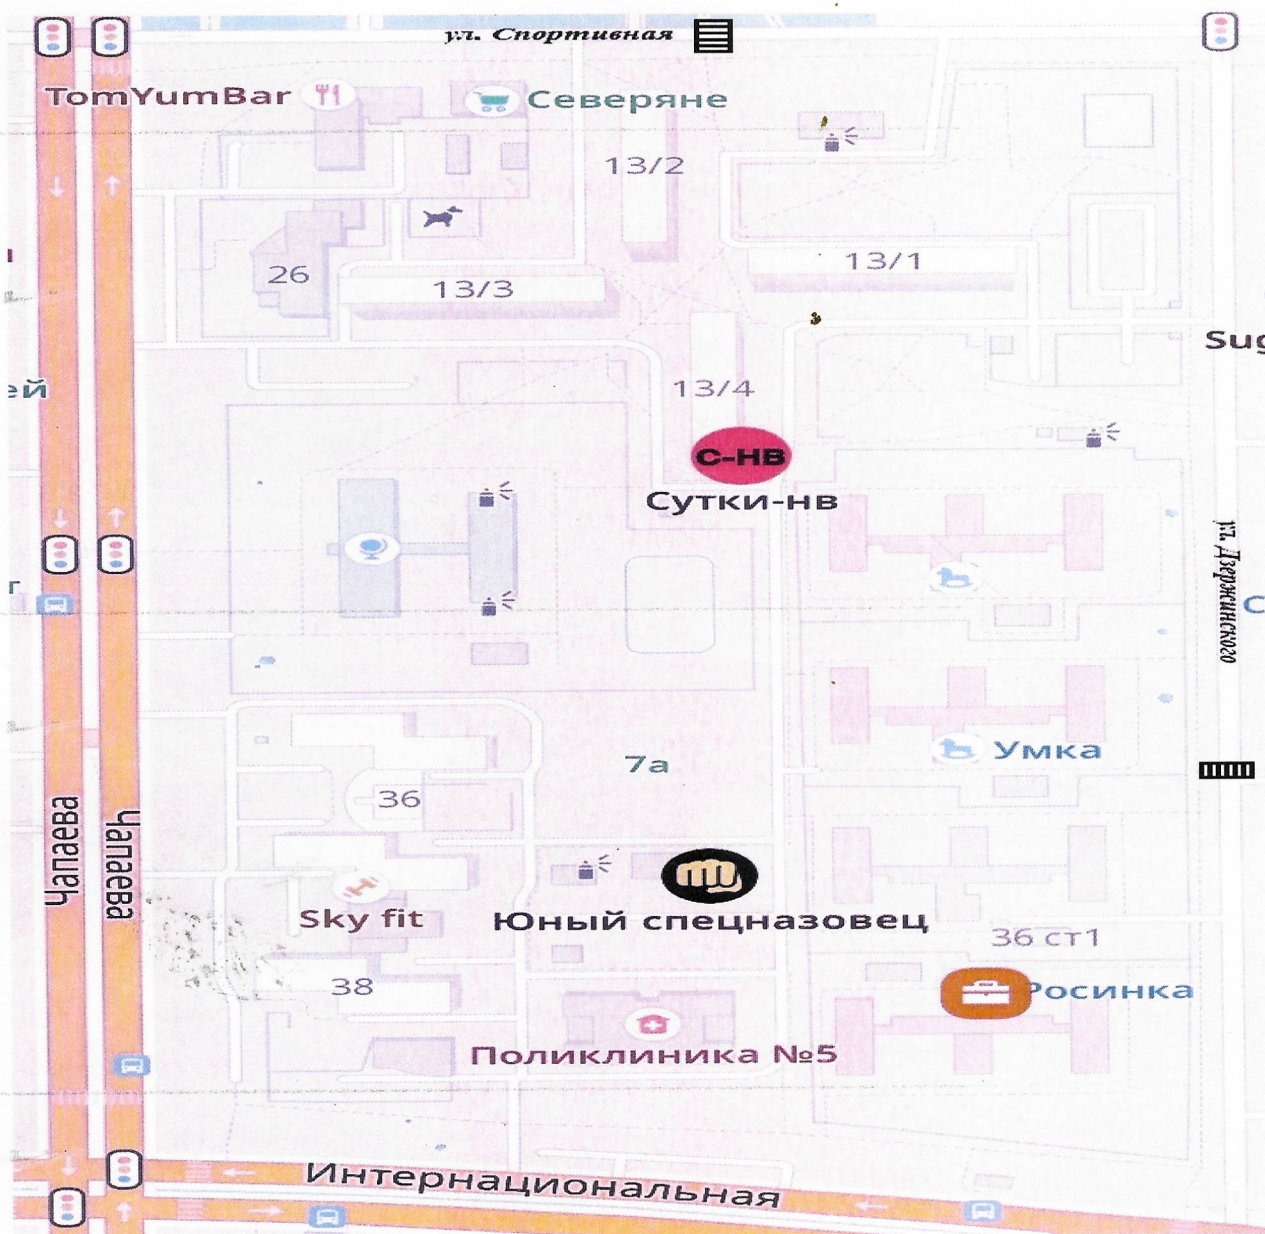 ул. Спортивная
TomYumBar
Северяне
13/2
26
13/3
13/1
Sug
ей
13/4
С-НВ
Сутки-нв
ул. Дзержинского
7а
Умка
36
Чапаева
Чапаева
Sky fit
Юный спецназовец
36 ст1
38
Росинка
Поликлиника №5
Интернациональная